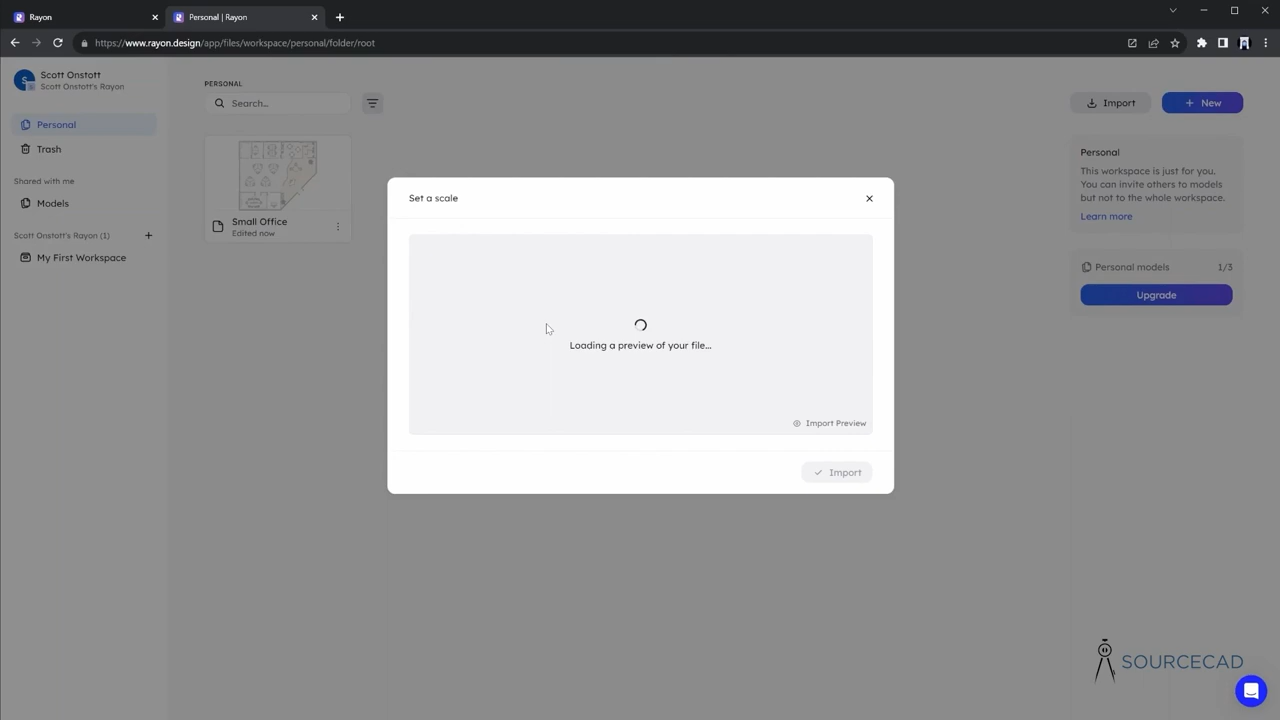 Rayon
Personal | Rayon
https://www.rayon.design/app/files/workspace/personal/folder/root
S
Scott Onstott
Scott Onstott's Rayon
Personal
Trash
Shared with me
Models
Scott Onstott's Rayon (1)
My First Workspace
PERSONAL
Search...
Small Office
Edited now
Import
New
Personal
This workspace is just for you.
You can invite others to models
but not to the whole workspace.
Learn more
Personal models 1/3
Upgrade
Set a scale
Loading a preview of your file...
Import Preview
Import
SOURCECAD